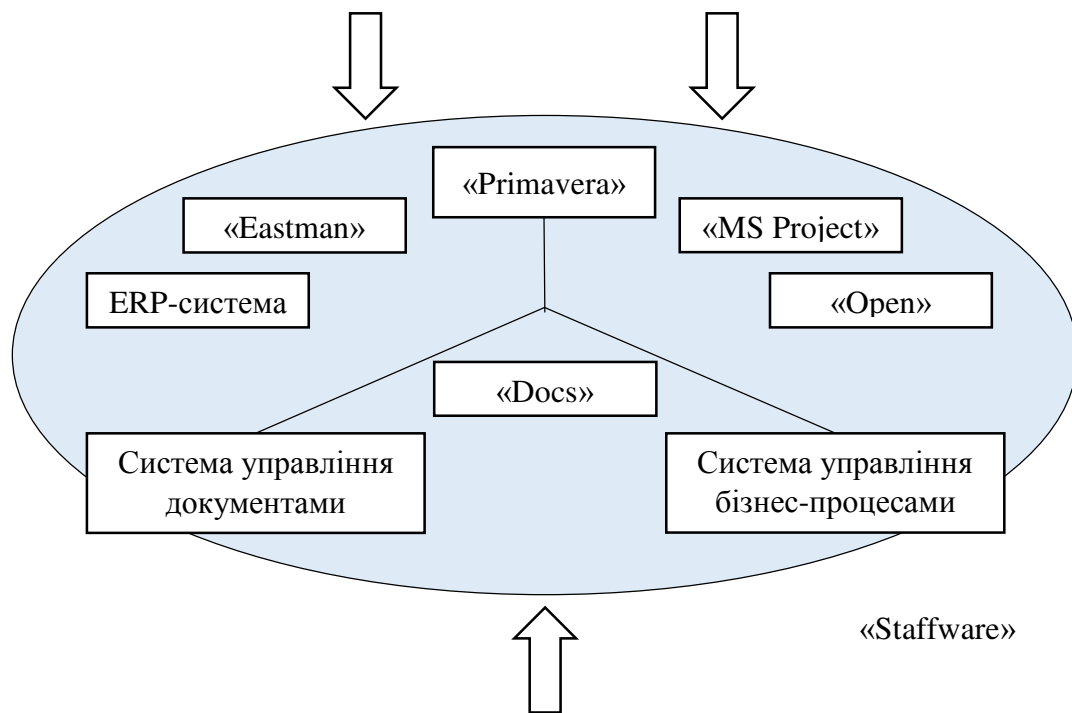 «Primavera»
«Eastman»
«MS Project»
ERP-система
«Open»
«Docs»
Система управління
документами
Система управління
бізнес-процесами
«Staffware»